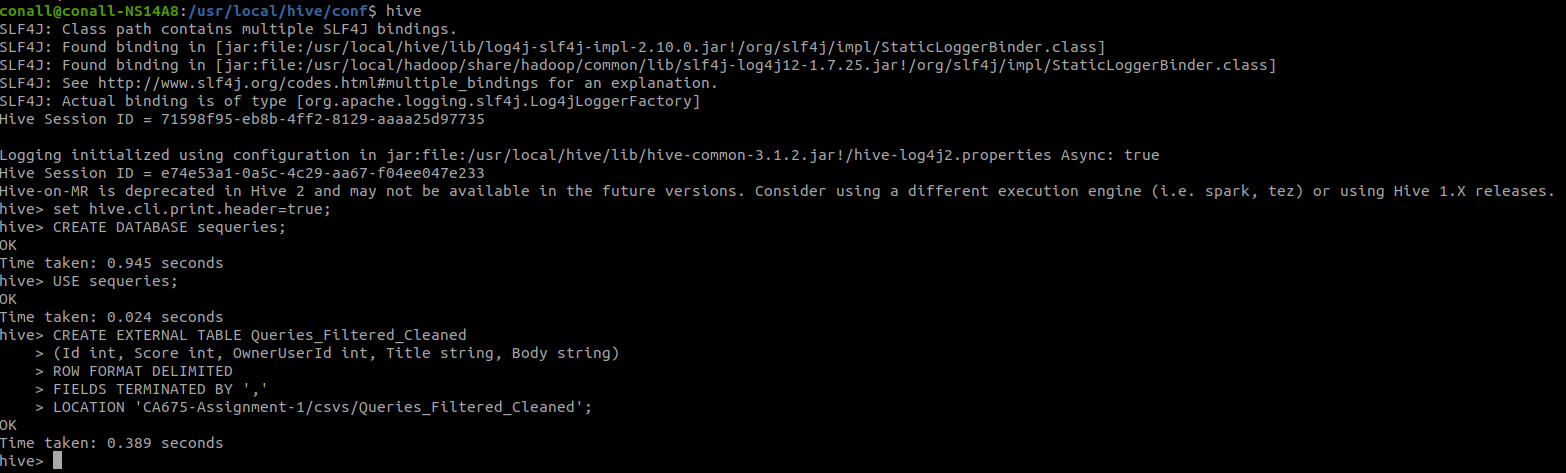 conall@conall-NS14A8:/usr/local/hive/conf$ hive
SLF4J: Class path contains multiple SLF4J bindings.
SLF4J: Found binding in [jar:file:/usr/local/hive/lib/log4j-slf4j-impl-2.10.0.jar!/org/slf4j/impl/StaticLoggerBinder.class]
SLF4J: Found binding in [jar:file:/usr/local/hadoop/share/hadoop/common/lib/slf4j-log4j12-1.7.25.jar!/org/slf4j/impl/StaticLoggerBinder.class]
SLF4J: See http://www.slf4j.org/codes.html#multiple_bindings for an explanation.
SLF4J: Actual binding is of type [org.apache.logging.slf4j.Log4jLoggerFactory]
Hive Session ID = 71598f95-eb8b-4ff2-8129-aaaa25d97735

Logging initialized using configuration in jar:file:/usr/local/hive/lib/hive-common-3.1.2.jar!/hive-log4j2.properties Async: true
Hive Session ID = e74e53a1-0a5c-4c29-aa67-f04ee047e233
Hive-on-MR is deprecated in Hive 2 and may not be available in the future versions. Consider using a different execution engine (i.e. spark, tez) or using Hive 1.X releases.
hive> set hive.cli.print.header=true;
hive> CREATE DATABASE sequeries;
OK
Time taken: 0.945 seconds
hive> USE sequeries;
OK
Time taken: 0.024 seconds
hive> CREATE EXTERNAL TABLE Queries_Filtered_Cleaned
    > (Id int, Score int, OwnerUserId int, Title string, Body string)
    > ROW FORMAT DELIMITED
    > FIELDS TERMINATED BY ','
    > LOCATION 'CA675-Assignment-1/csvs/Queries_Filtered_Cleaned';
OK
Time taken: 0.389 seconds
hive>